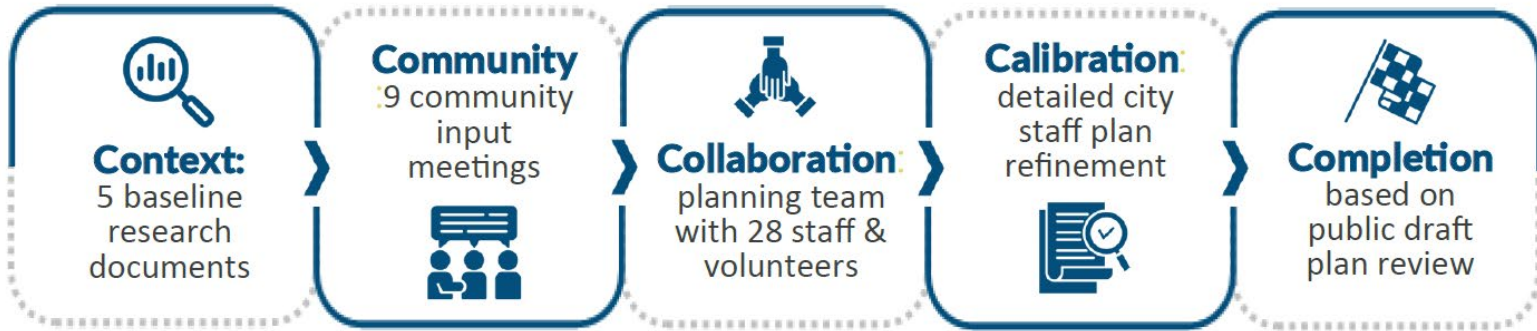 Context:
5 baseline
research
documents
Community
:9 community
input
meetings
Collaboration:
planning team
with 28 staff &
volunteers
Calibration:
detailed city
staff plan
refinement
Completion
based on
public draft
plan review